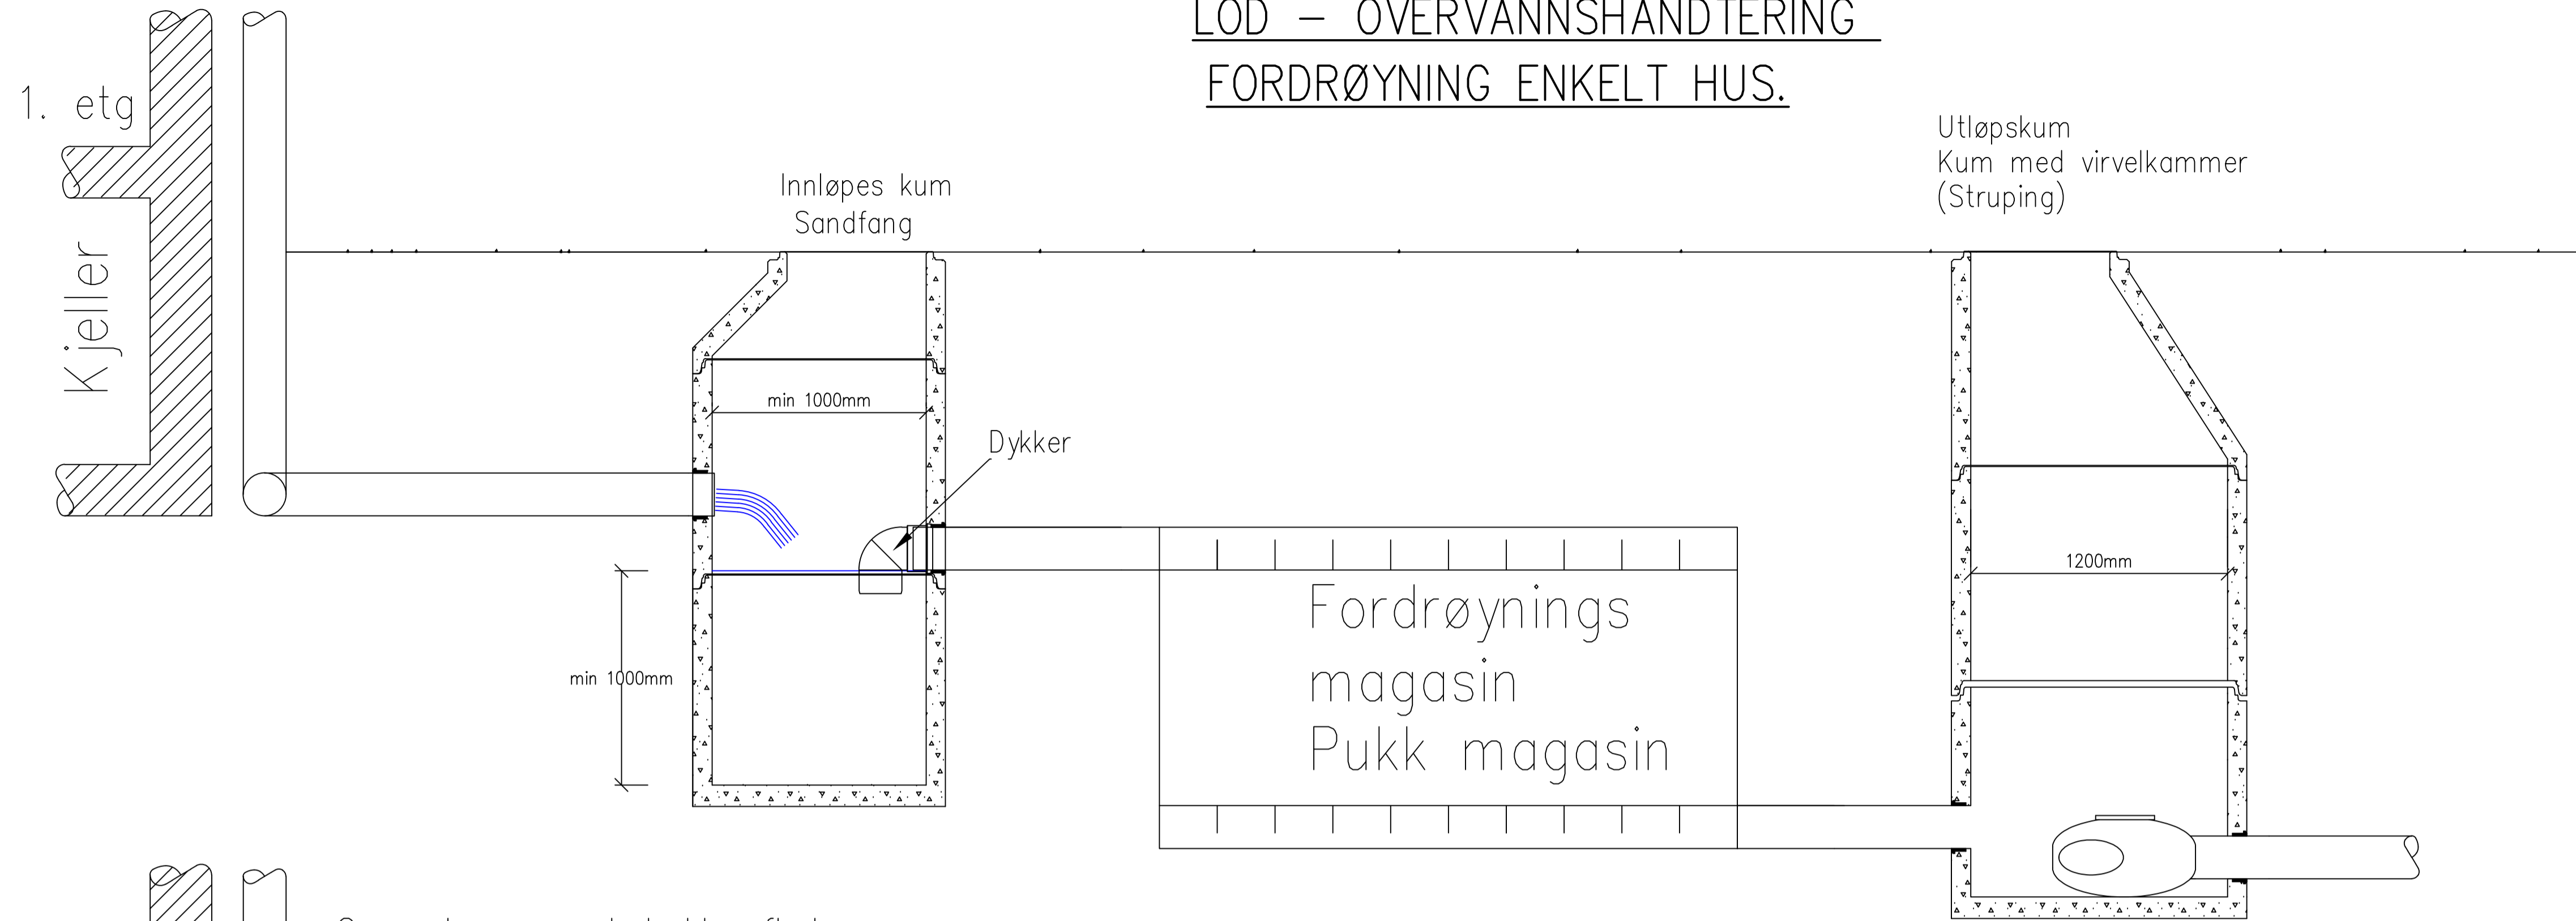 LOD – OVERVANNSHANDTERING
FORDRØYNING ENKELT HUS.
1. etg
Kjeller
Innløpes kum
Sandfang
Utløpskum
Kum med virvelkammer
(Struping)
min 1000mm
Dykker
min 1000mm
Fordrøynings
magasin
Pukk magasin
1200mm